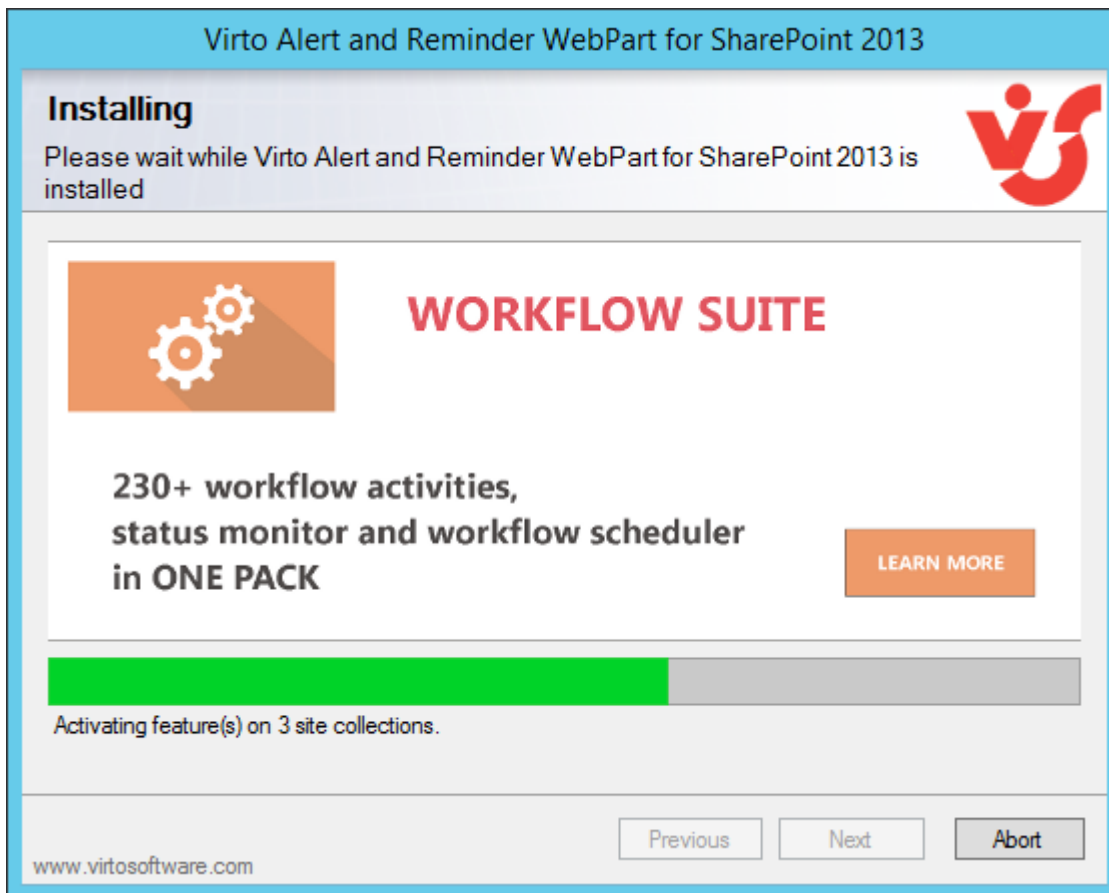 Virto Alert and Reminder WebPart for SharePoint 2013
Installing
Please wait while Virto Alert and Reminder WebPart for SharePoint 2013 is
installed
WORKFLOW SUITE
230+ workflow activities,
status monitor and workflow scheduler
in ONE PACK
LEARN MORE
Activating feature(s) on 3 site collections.
Previous
Next
Abort
www.virtosoftware.com